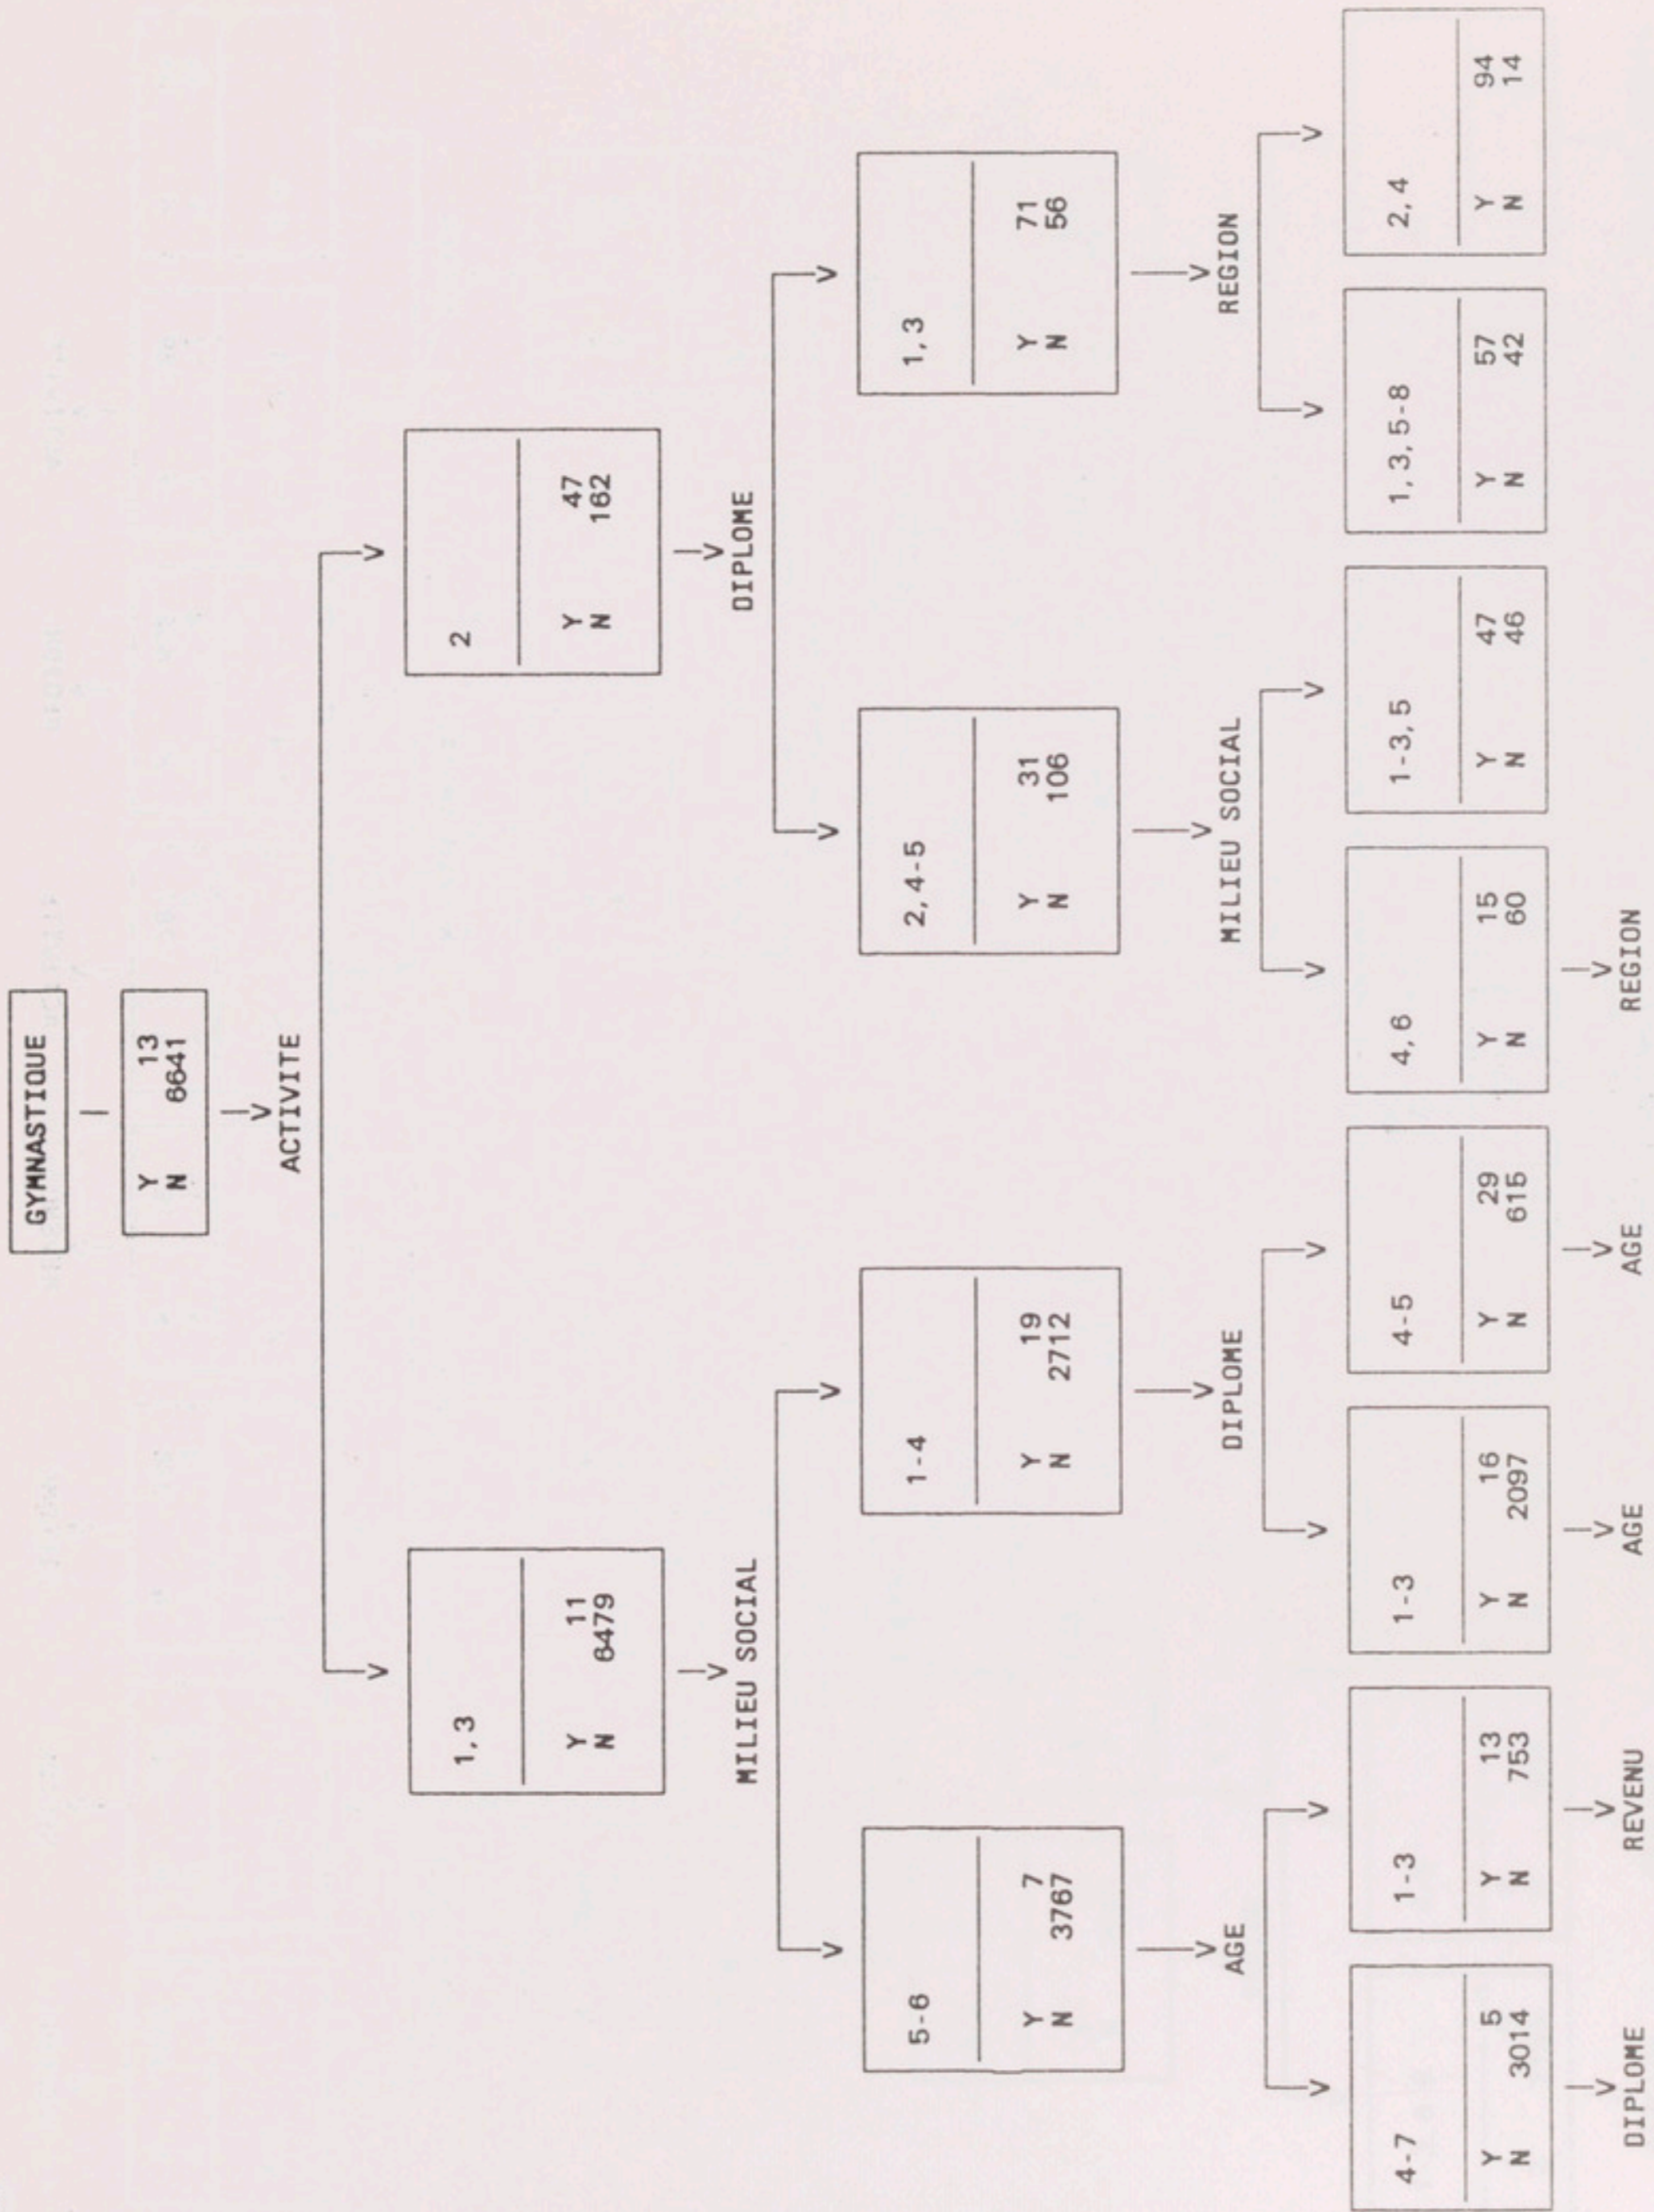 GYMNASTIQUE
Y 13
N 6641
ACTIVITE
1,3
Y 11
N 6479
2
Y 47
N 162
MILIEU SOCIAL
DIPLOME
5-6
Y 7
N 3767
1-4
Y 19
N 2712
2,4-5
Y 31
N 106
1,3
Y 71
N 56
AGE
DIPLOME
MILIEU SOCIAL
REGION
4-7
Y 5
N 3014
1-3
Y 13
N 753
1-3
Y 16
N 2097
4-5
Y 29
N 615
4,6
Y 15
N 60
1-3,5
Y 47
N 46
1,3,5-8
Y 57
N 42
2,4
Y 94
N 14
DIPLOME
REVENU
AGE
AGE
REGION